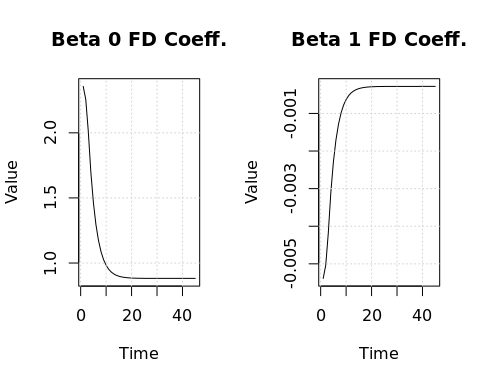 Beta 0 FD Coeff.
Value
2.0
1.5
1.0
0
20
40
Time
Beta 1 FD Coeff.
Value
-0.001
-0.003
-0.005
0
20
40
Time